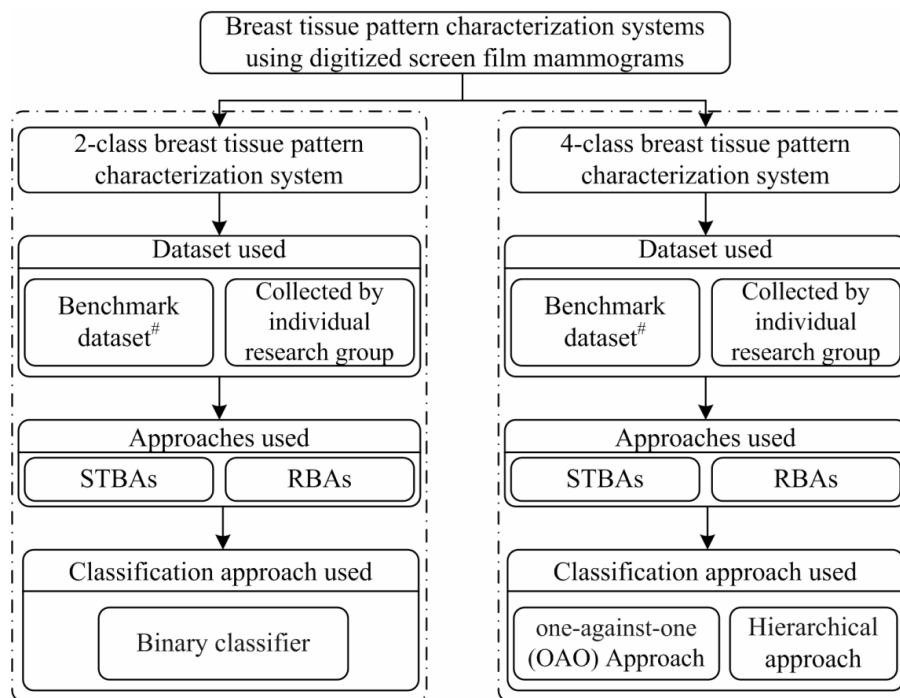 Breast tissue pattern characterization systems
using digitized screen film mammograms
2-class breast tissue pattern
characterization system
Dataset used
Benchmark
dataset#
Collected by
individual
research group
Approaches used
STBAs
RBAs
Classification approach used
Binary classifier
4-class breast tissue pattern
characterization system
Dataset used
Benchmark
dataset#
Collected by
individual
research group
Approaches used
STBAs
RBAs
Classification approach used
one-against-one
(OAO) Approach
Hierarchical
approach